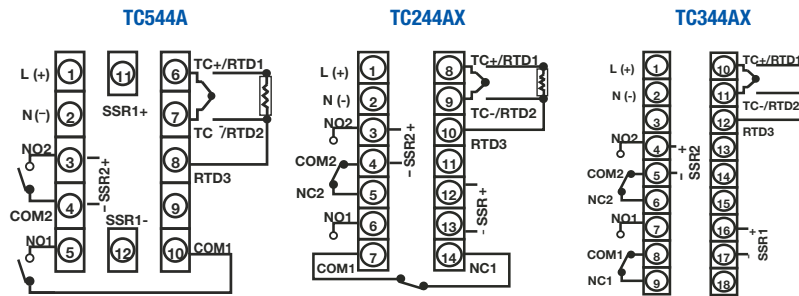 TC544A
L (+)
1
11
6
TC+/RTD1
N (–)
2
SSR1+
7
TC-/RTD2
NO2
3
SSR2
+
–
8
RTD3
COM2
4
SSR1-
9
NO1
5
12
10
COM1
TC244AX
L (+)
1
8
TC+/RTD1
N (-)
2
9
TC-/RTD2
NO2
3
– SSR2+
10
RTD3
COM2
4
11
NC2
5
12
- SSR +
NO1
6
13
COM1
7
14
NC1
TC344AX
L (+)
1
10
TC+/RTD1
N (-)
2
11
TC-/RTD2
3
12
RTD3
NO2
4
+
SSR2
13
COM2
5
–
14
NC2
6
15
NO1
7
16
+
SSR1
COM1
8
17
-
NC1
9
18